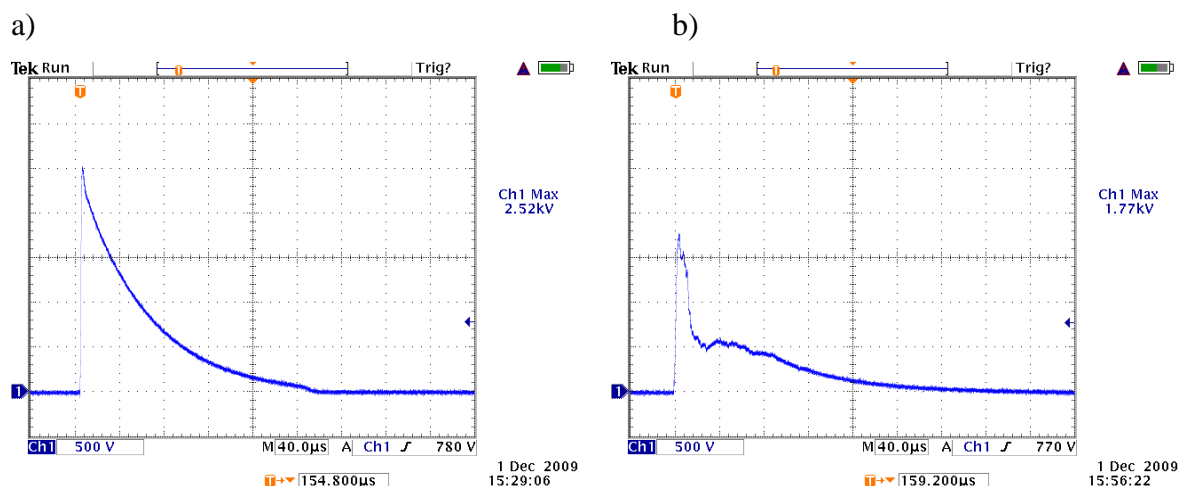 a)
Tek Run
Trig?
T
Ch1 Max
2.52kV
1
Ch1 500 V
M 40.0µs A Ch1 ƒ 780 V
T→▼ 154.800µs
1 Dec 2009
15:29:06
b)
Tek Run
Trig?
T
Ch1 Max
1.77kV
1
Ch1 500 V
M 40.0µs A Ch1 ƒ 770 V
T→▼ 159.200µs
1 Dec 2009
15:56:22